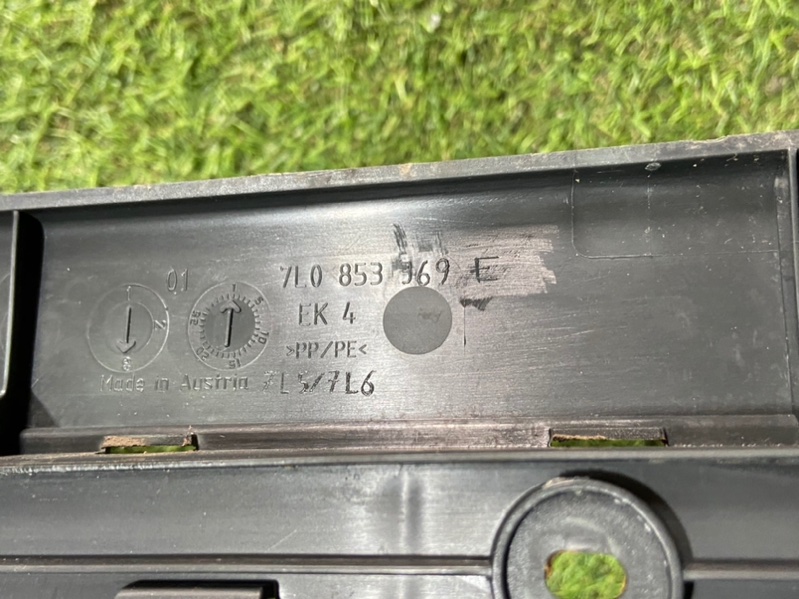 01
7L0 853 369 E
EK 4
>PP/PE<
Made in Austria 7L5/7L6